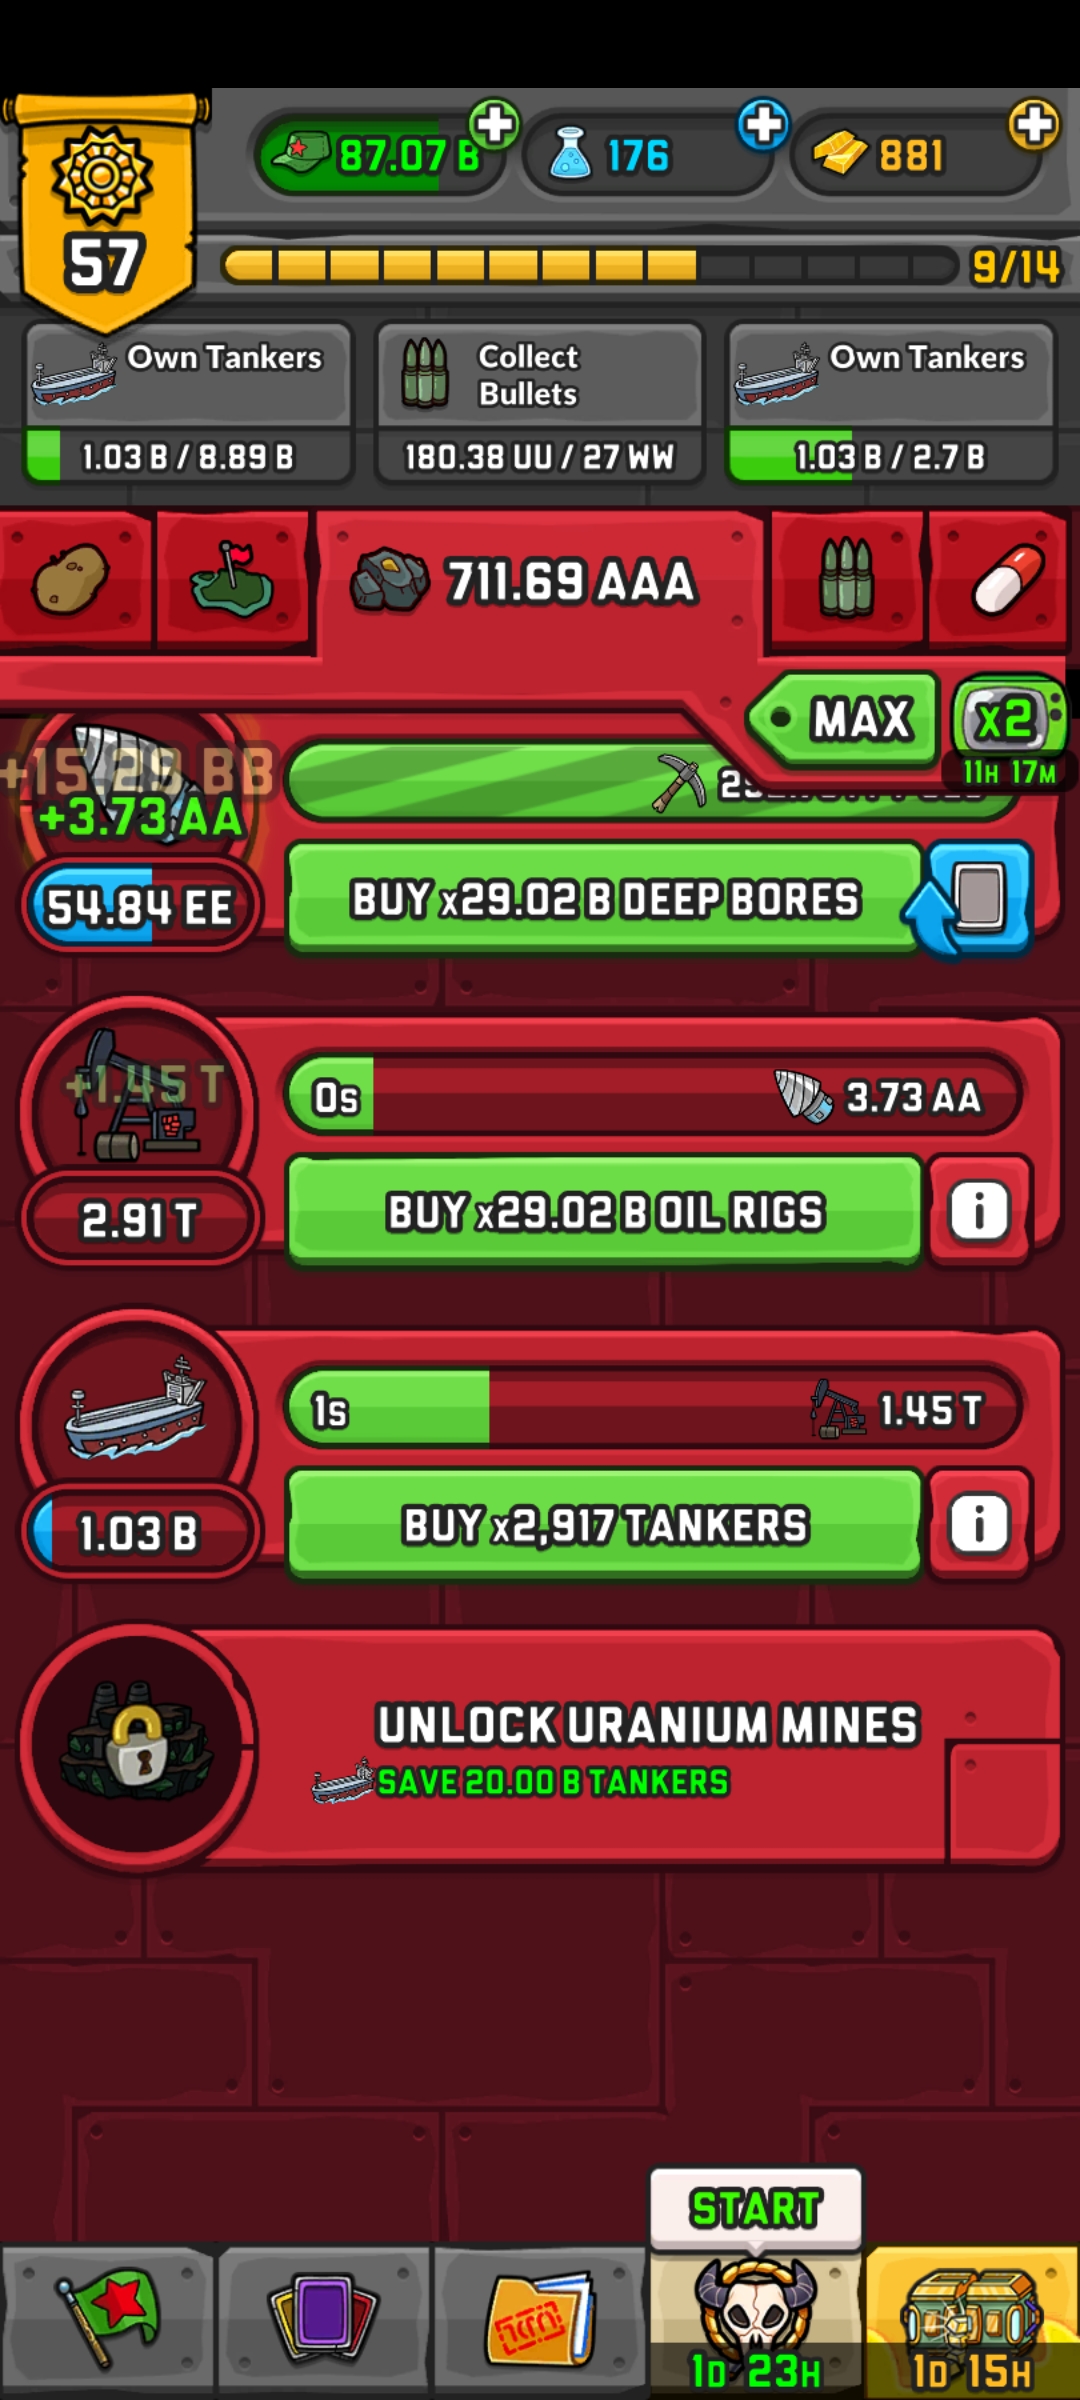 87.07 B
176
881
57
9/14
Own Tankers
1.03 B / 8.89 B
Collect
Bullets
180.38 UU / 27 WW
Own Tankers
1.03 B / 2.7 B
711.69 AAA
MAX
x2
11H 17M
+15.29 BB
+3.73 AA
54.84 EE
BUY x29.02 B DEEP BORES
+1.45 T
0s
3.73 AA
2.91 T
BUY x29.02 B OIL RIGS
i
1s
1.45 T
1.03 B
BUY x2,917 TANKERS
i
UNLOCK URANIUM MINES
SAVE 20.00 B TANKERS
START
1D 23H
1D 15H